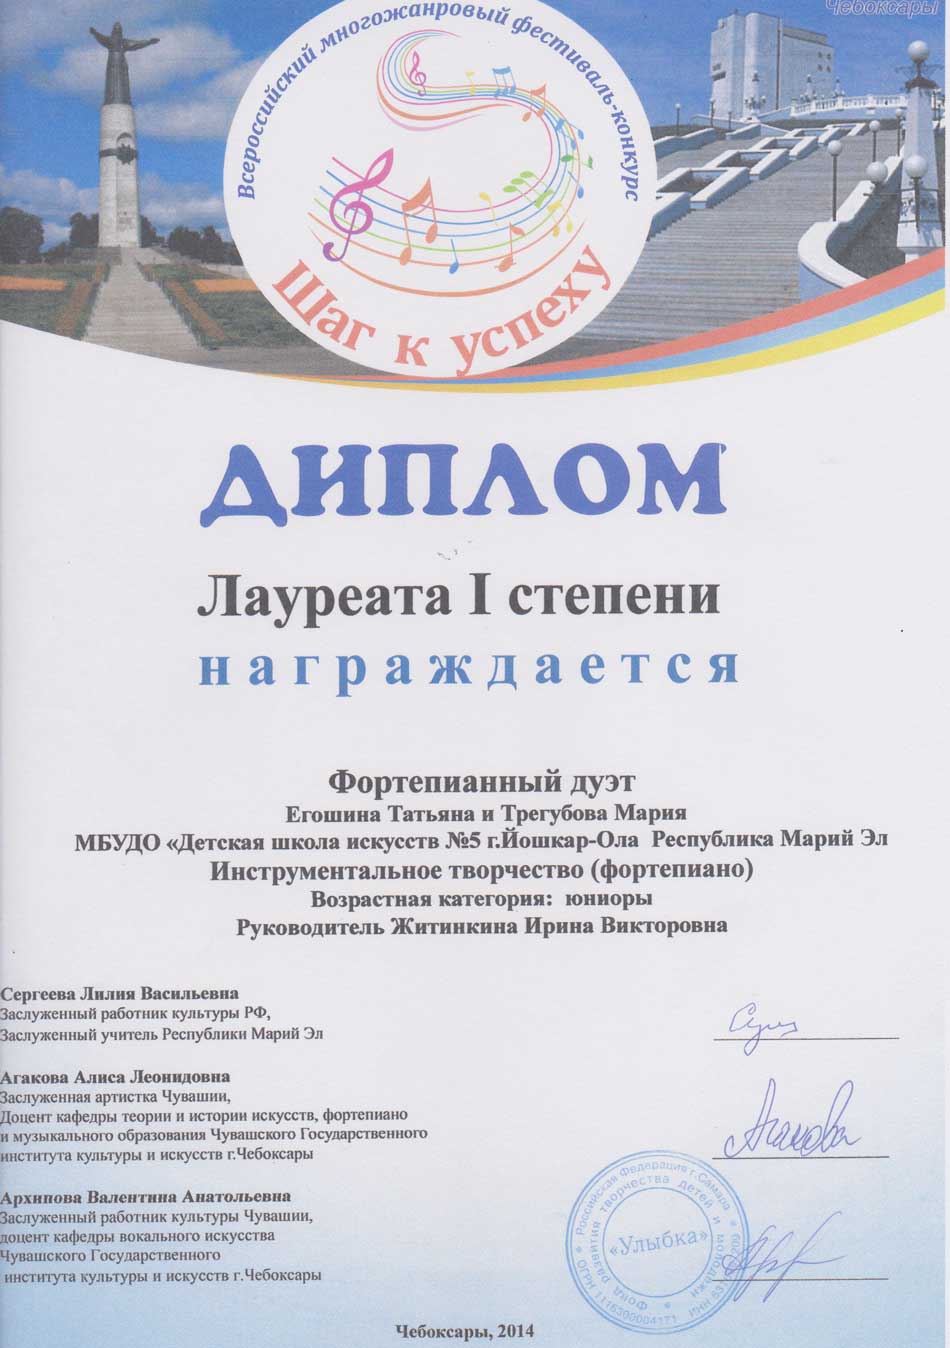 Чебоксары
Всероссийский многожанровый фестиваль-конкурс
Шаг к успеху
ДИПЛОМ
Лауреата I степени
награждается
Фортепианный дуэт
Егошина Татьяна и Трегубова Мария
МБУДО «Детская школа искусств №5 г.Йошкар-Ола Республика Марий Эл
Инструментальное творчество (фортепиано)
Возрастная категория: юниоры
Руководитель Житинкина Ирина Викторовна
Сергеева Лилия Васильевна
Заслуженный работник культуры РФ,
Заслуженный учитель Республики Марий Эл
Агакова Алиса Леонидовна
Заслуженная артистка Чувашии,
Доцент кафедры теории и истории искусств, фортепиано
и музыкального образования Чувашского Государственного
института культуры и искусств г.Чебоксары
Агакова
Архипова Валентина Анатольевна
Заслуженный работник культуры Чувашии,
доцент кафедры вокального искусства
Чувашского Государственного
института культуры и искусств г.Чебоксары
Российская Федерация г.Самара
Фонд развития творчества детей и молодежи
«Улыбка»
ОГРН 1116300004171
ИНН
Чебоксары, 2014